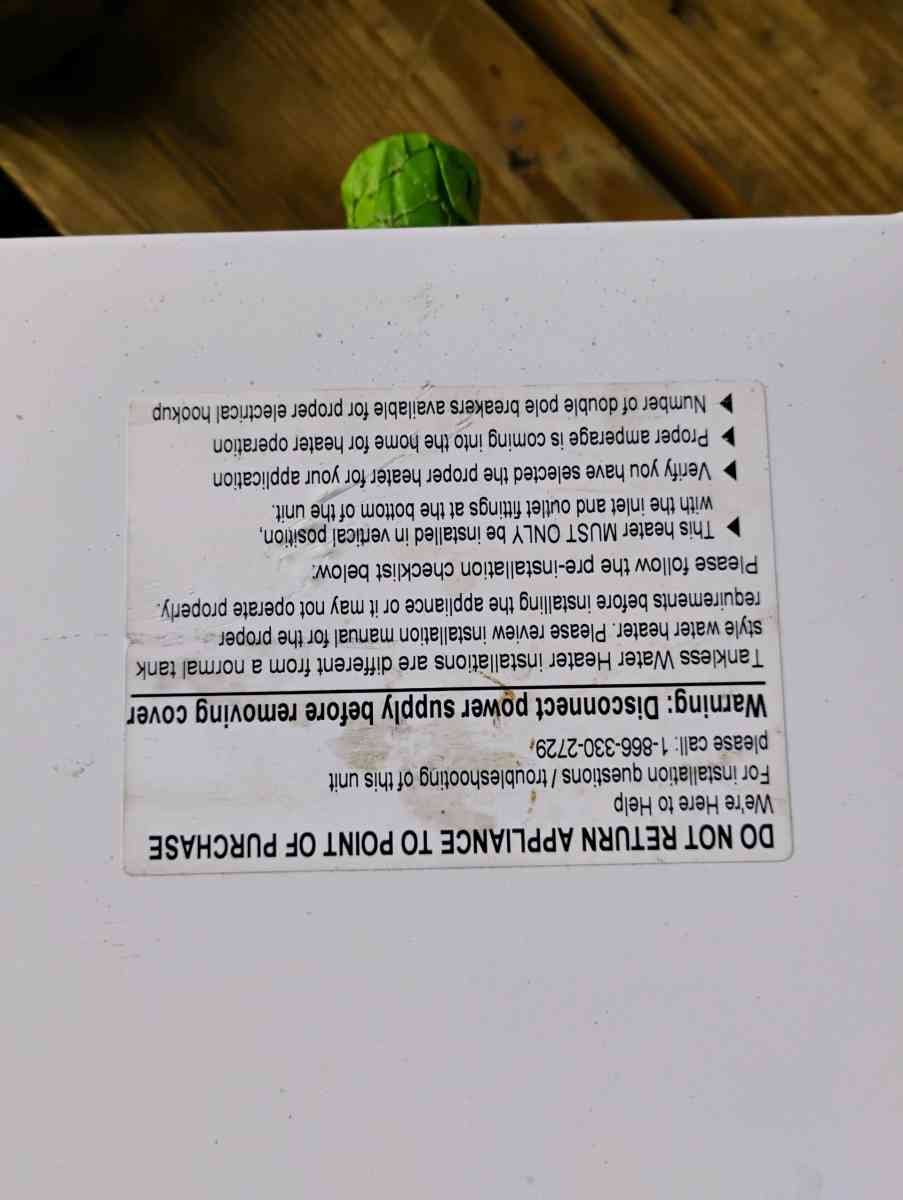 DO NOT RETURN APPLIANCE TO POINT OF PURCHASE
We're Here to Help
For installation questions / troubleshooting of this unit
please call: 1-866-330-2729
Warning: Disconnect power supply before removing cover
Tankless Water Heater installations are different from a normal tank
style water heater. Please review installation manual for the proper
requirements before installing the appliance or it may not operate properly.
Please follow the pre-installation checklist below:
▶ This heater MUST ONLY be installed in vertical position,
with the inlet and outlet fittings at the bottom of the unit.
▶ Verify you have selected the proper heater for your application
▶ Proper amperage is coming into the home for heater operation
▶ Number of double pole breakers available for proper electrical hookup